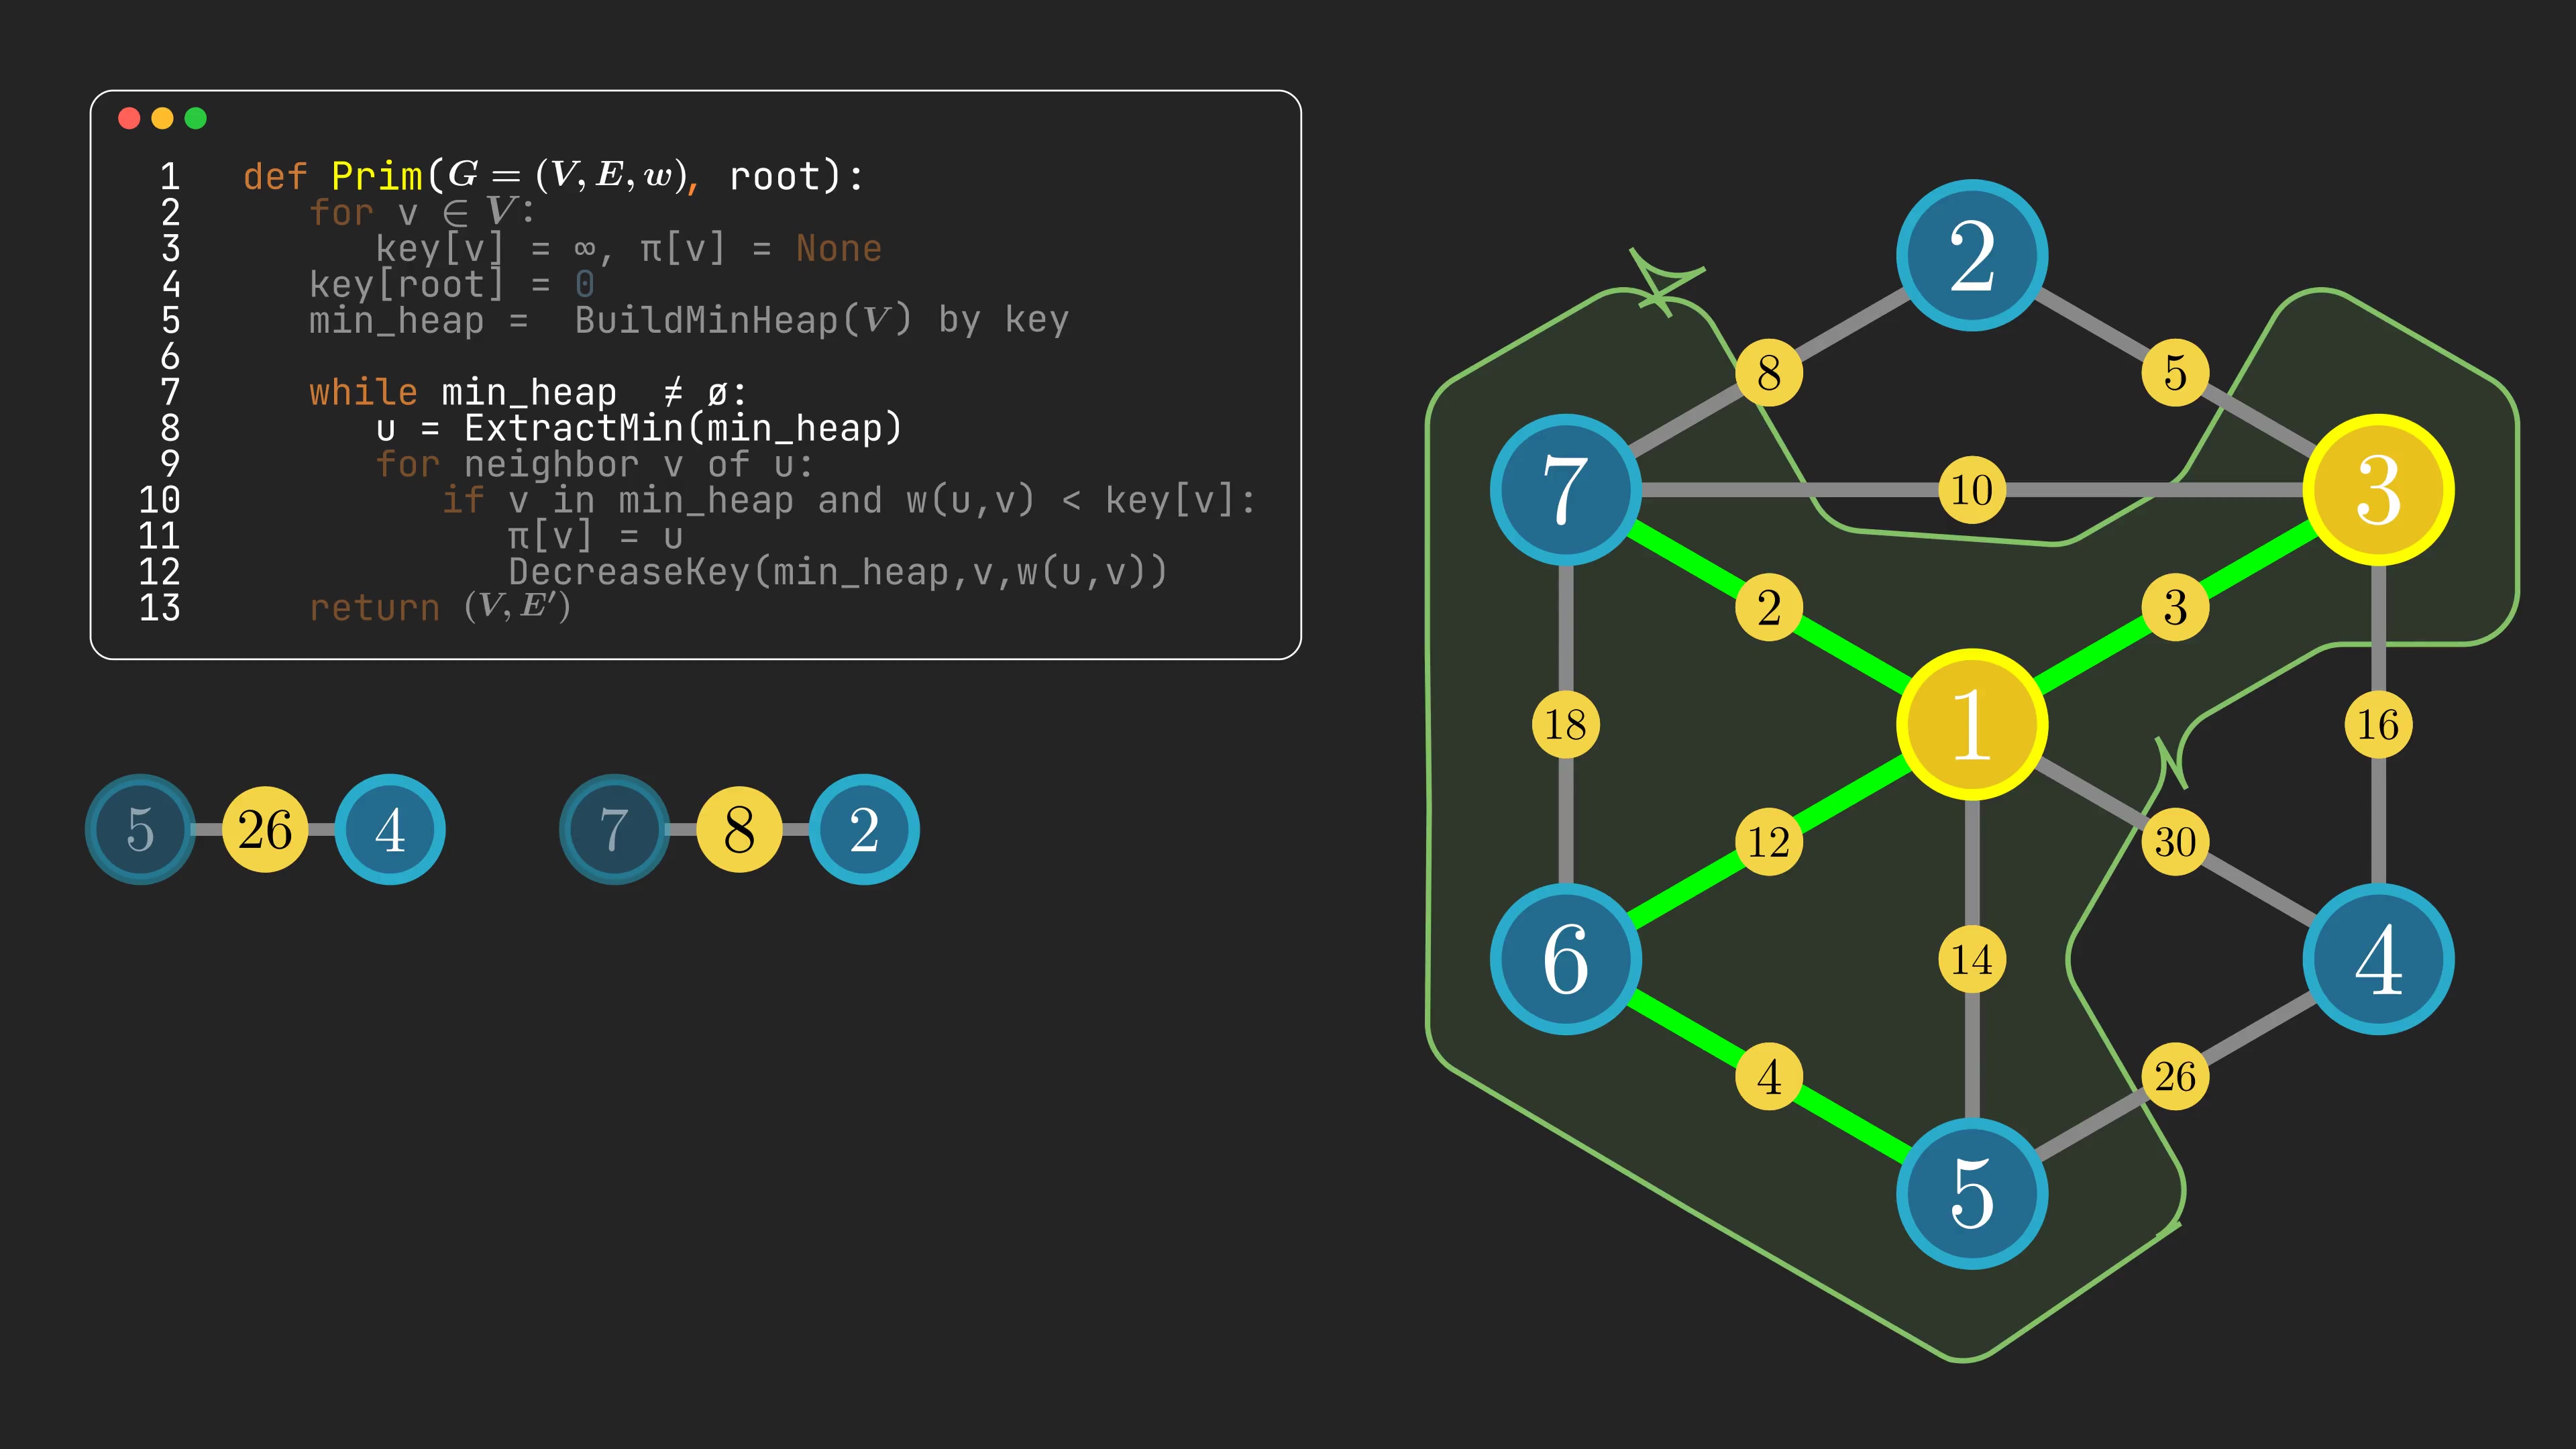 1 def Prim(G = (V, E, w), root):
2 for v ∈ V:
3 key[v] = ∞, π[v] = None
4 key[root] = 0
5 min_heap = BuildMinHeap(V) by key
6
7 while min_heap ≠ ø:
8 u = ExtractMin(min_heap)
9 for neighbor v of u:
10 if v in min_heap and w(u,v) < key[v]:
11 π[v] = u
12 DecreaseKey(min_heap,v,w(u,v))
13 return (V, E′)
5 26 4
7 8 2
2
8 5
7 10 3
2 3
18 1 16
12 30
6 14 4
4 26
5